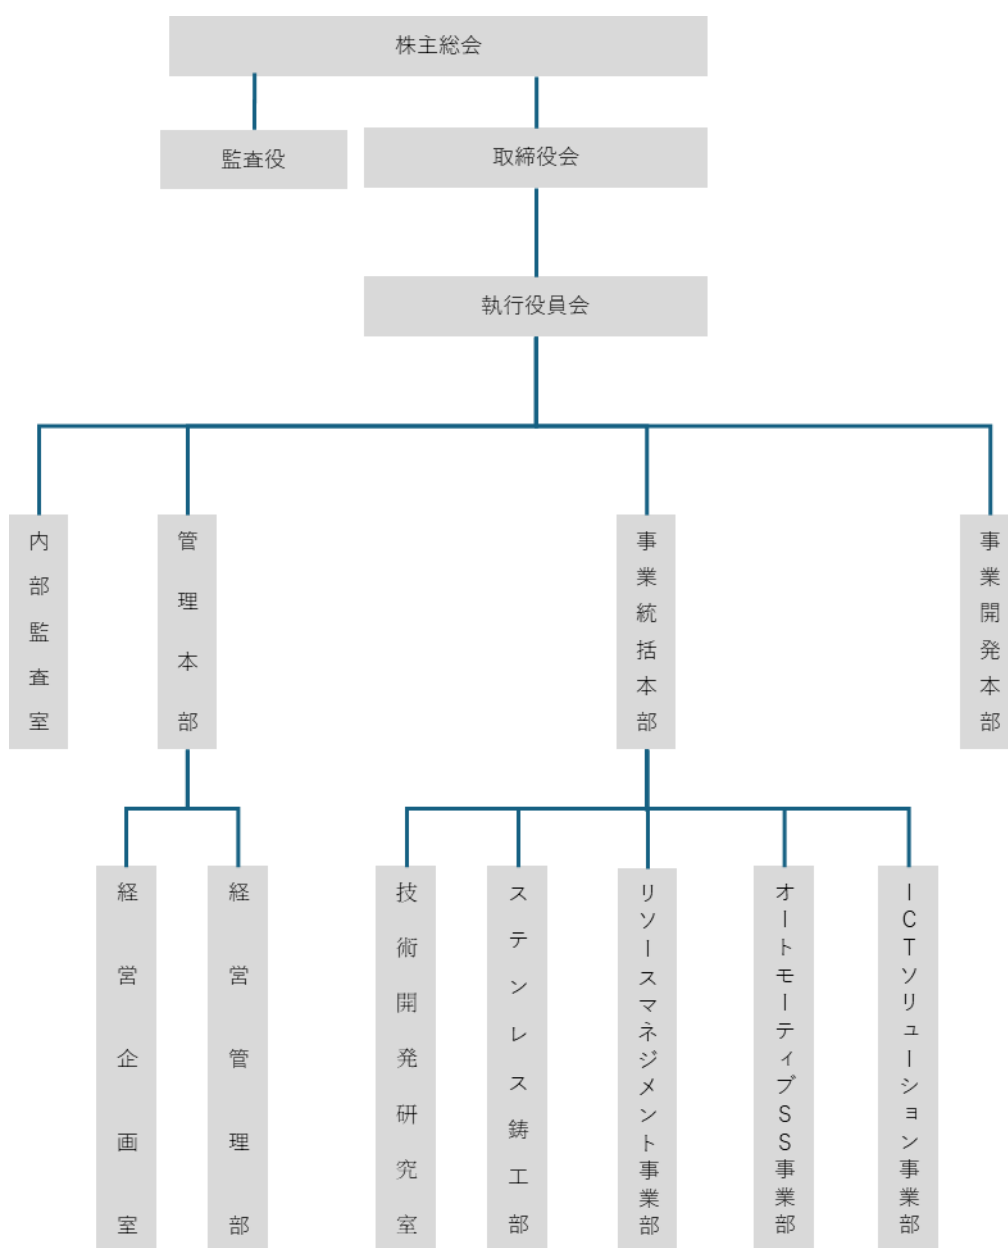 株主総会
監査役
取締役会
執行役員会
内部監査室
管理本部
事業統括本部
事業開発本部
経営企画室
経営管理部
技術開発研究室
ステンレス鋳工部
リソースマネジメント事業部
オートモーティブSS事業部
ICTソリューション事業部